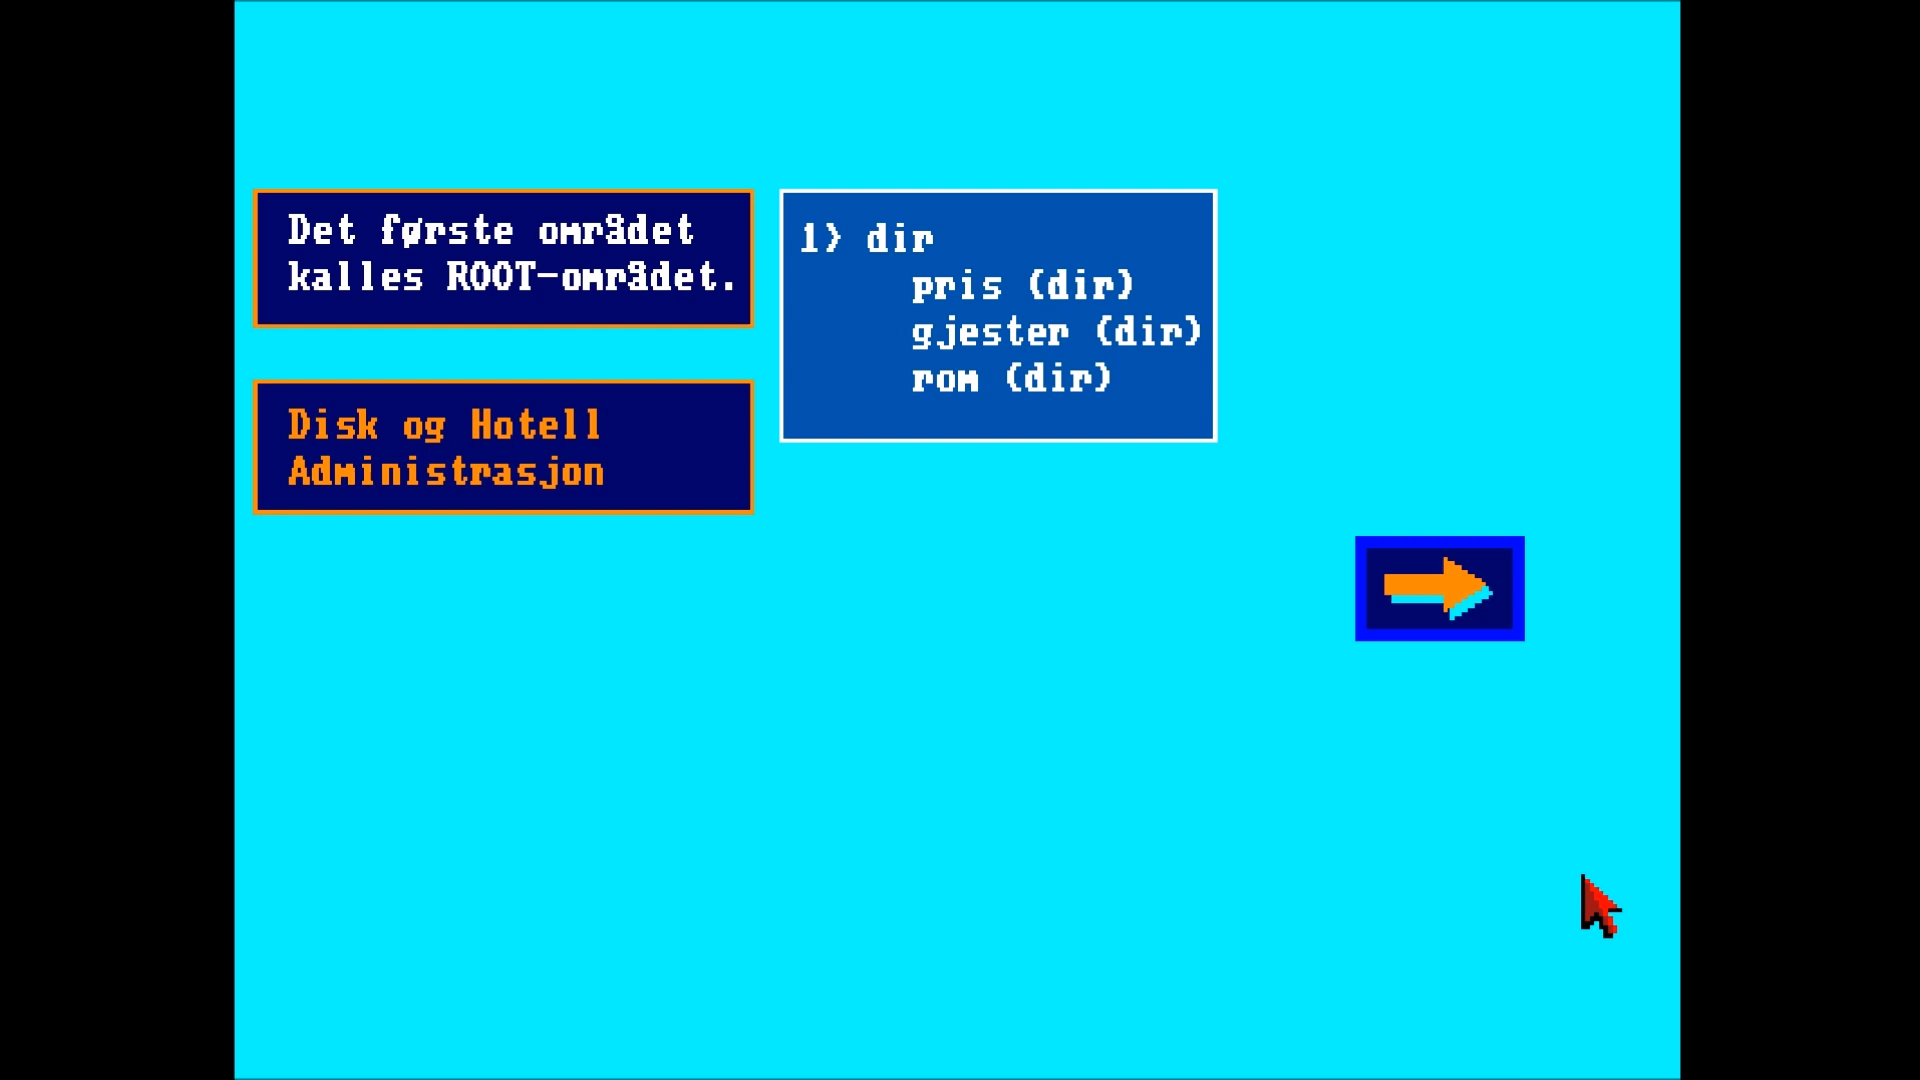 Det første området
kalles ROOT-området.
Disk og Hotell
Administrasjon
1> dir
pris (dir)
gjester (dir)
rom (dir)